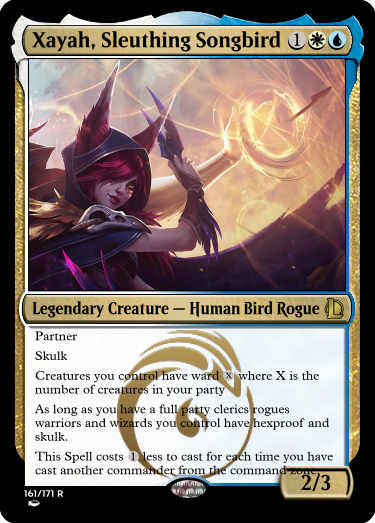 Xayah, Sleuthing Songbird 1
Legendary Creature — Human Bird Rogue
Partner
Skulk
Creatures you control have ward X where X is the
number of creatures in your party
As long as you have a full party clerics rogues
warriors and wizards you control have hexproof and
skulk.
This Spell costs 1 less to cast for each time you have
cast another commander from the command zone.
2/3
161/171 R